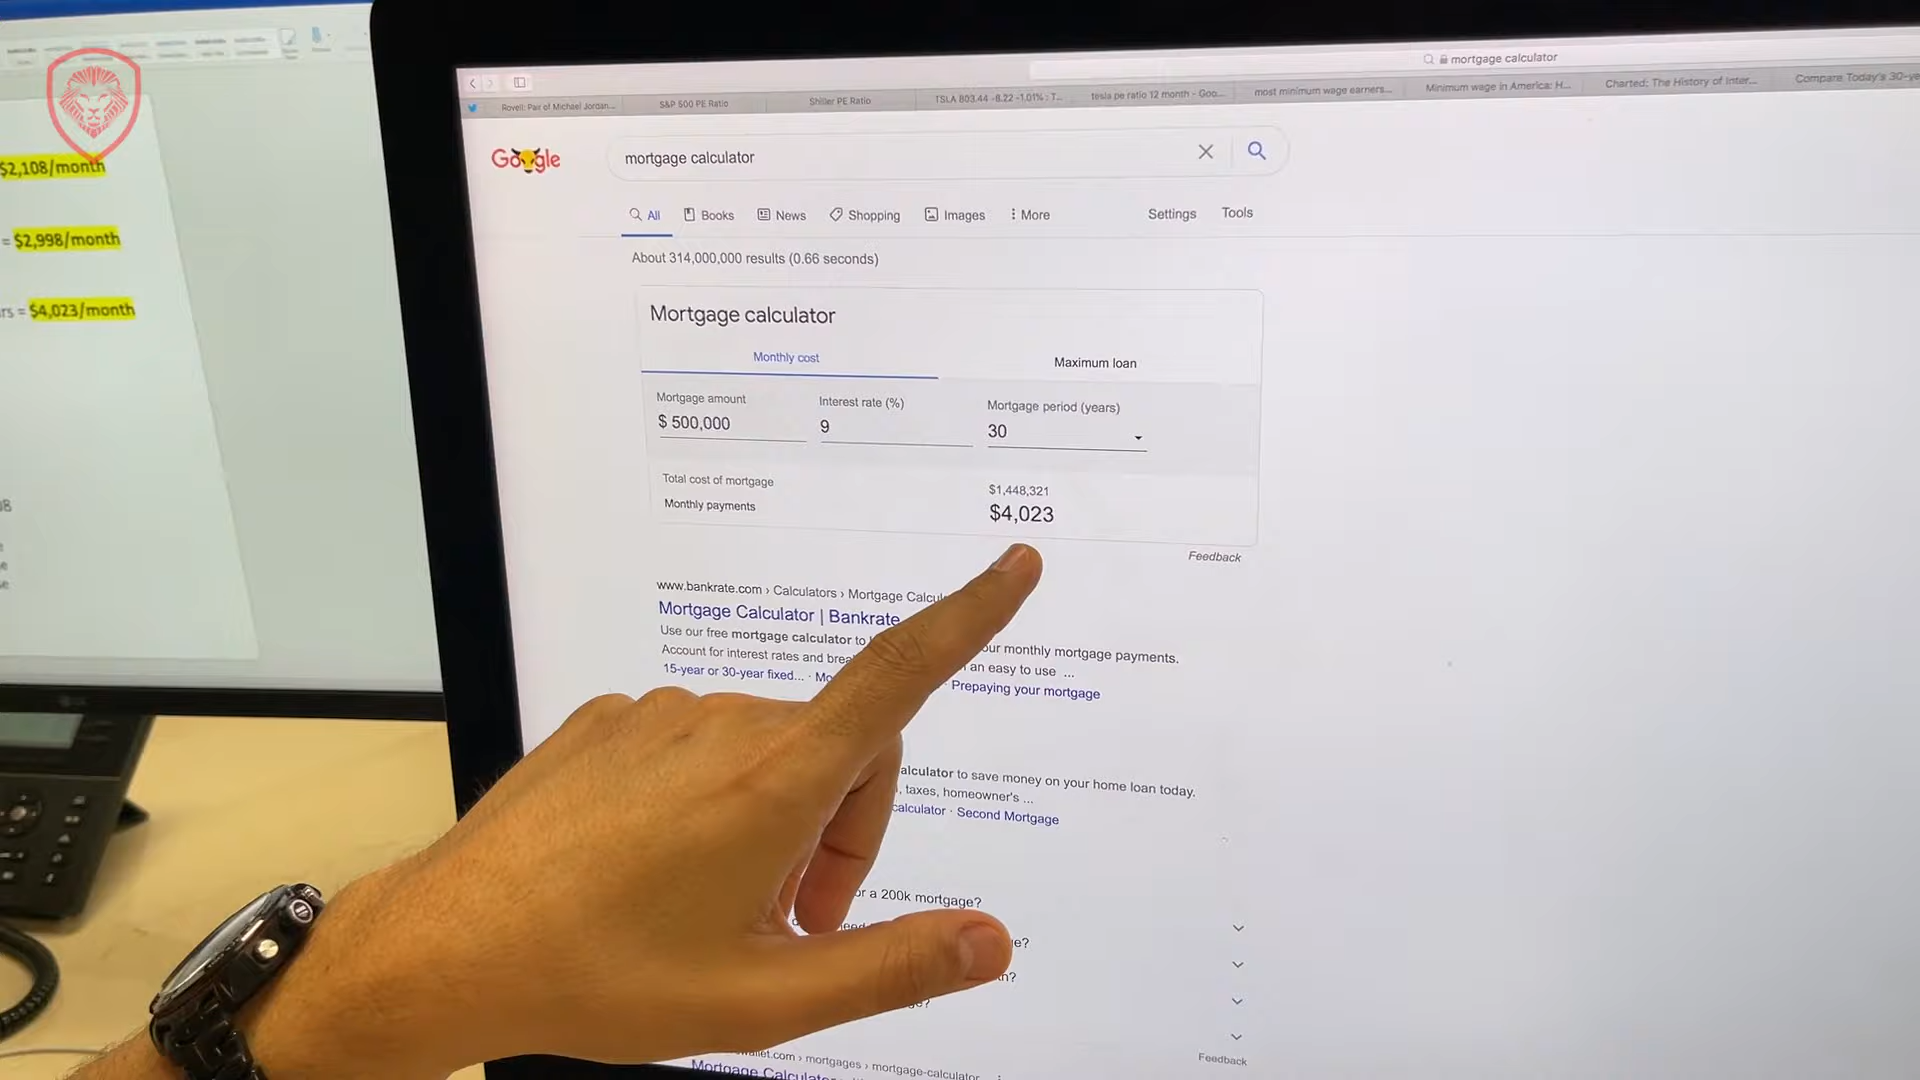 $2,108/month
= $2,998/month
= $4,023/month
mortgage calculator
Rovell: Pair of Michael Jordan...
S&P 500 PE Ratio
Shiller PE Ratio
TSLA 803.44 -8.22 -1.01% : T...
tesla pe ratio 12 month - Goo...
most minimum wage earners...
Minimum wage in America: H...
Charted: The History of Inter...
Compare Today's 30-ye
Google
mortgage calculator
All
Books
News
Shopping
Images
More
Settings
Tools
About 314,000,000 results (0.66 seconds)
Mortgage calculator
Monthly cost
Maximum loan
Mortgage amount
Interest rate (%)
Mortgage period (years)
$ 500,000
9
30
Total cost of mortgage
$1,448,321
Monthly payments
$4,023
Feedback
www.bankrate.com › Calculators › Mortgage Calcul
Mortgage Calculator | Bankrate
Use our free mortgage calculator to
our monthly mortgage payments.
Account for interest rates and brea
an easy to use ...
15-year or 30-year fixed... · Mo
· Prepaying your mortgage
alculator to save money on your home loan today.
, taxes, homeowner's ...
calculator · Second Mortgage
or a 200k mortgage?
e?
Feedback
wallet.com › mortgages › mortgage-calculator
Mortgage Calculator